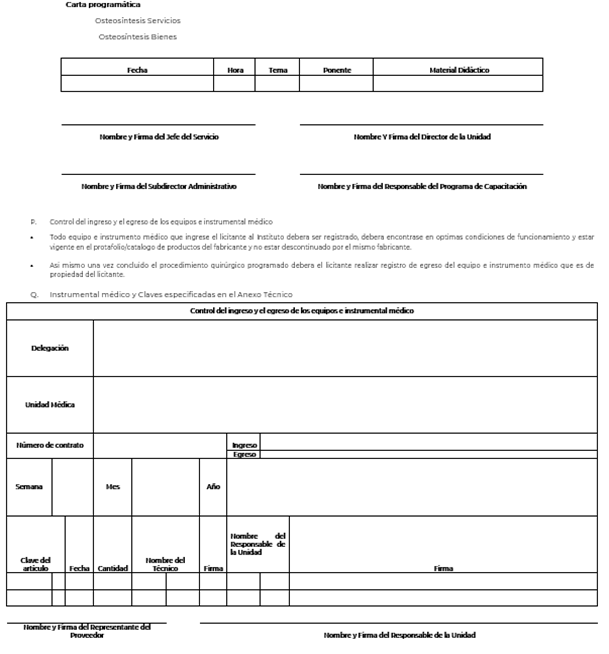 Carta programática
Osteosíntesis Servicios
Osteosíntesis Bienes
Fecha Hora Tema Ponente Material Didáctico
Nombre y Firma del Jefe del Servicio Nombre Y Firma del Director de la Unidad
Nombre y Firma del Subdirector Administrativo Nombre y Firma del Responsable del Programa de Capacitación
P. Control del ingreso y el egreso de los equipos e instrumental médico
• Todo equipo e instrumento médico que ingrese el licitante al Instituto debera ser registrado, debera encontrase en optimas condiciones de funcionamiento y estar
vigente en el protafolio/catalogo de productos del fabricante y no estar descontinuado por el mismo fabricante.
• Asi mismo una vez concluido el procedimiento quirúrgico programado debera el licitante realizar registro de egreso del equipo e instrumento médico que es de
propiedad del licitante.
Q. Instrumental médico y Claves especificadas en el Anexo Técnico
Control del ingreso y el egreso de los equipos e instrumental médico
Delegación
Unidad Médica
Número de contrato Ingreso
Egreso
Semana Mes Año
Nombre del
Responsable de
la Unidad
Clave del
artículo Fecha Cantidad Nombre del
Técnico Firma Firma
Nombre y Firma del Representante del
Proveedor
Nombre y Firma del Responsable de la Unidad